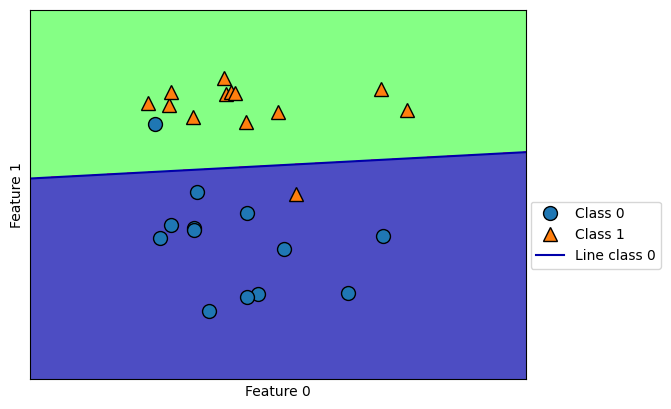 Feature 1
Class 0
Class 1
Line class 0
Feature 0